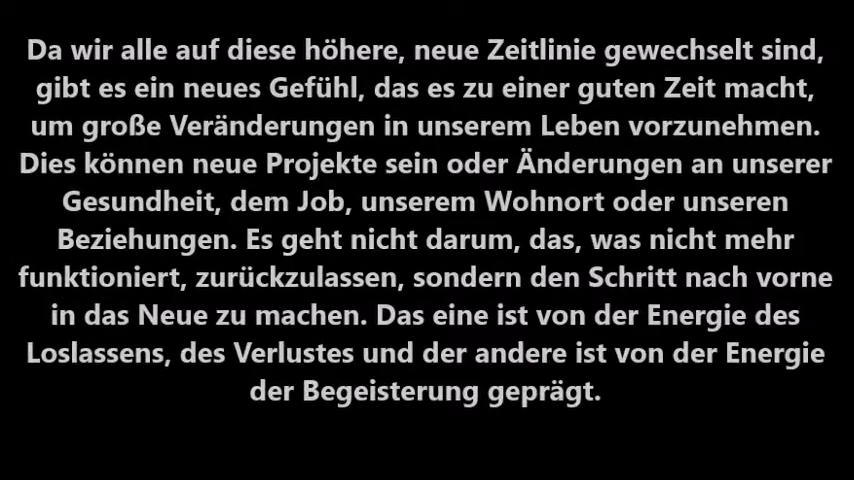 Da wir alle auf diese höhere, neue Zeitlinie gewechselt sind,
gibt es ein neues Gefühl, das es zu einer guten Zeit macht,
um große Veränderungen in unserem Leben vorzunehmen.
Dies können neue Projekte sein oder Änderungen an unserer
Gesundheit, dem Job, unserem Wohnort oder unseren
Beziehungen. Es geht nicht darum, das, was nicht mehr
funktioniert, zurückzulassen, sondern den Schritt nach vorne
in das Neue zu machen. Das eine ist von der Energie des
Loslassens, des Verlustes und der andere ist von der Energie
der Begeisterung geprägt.